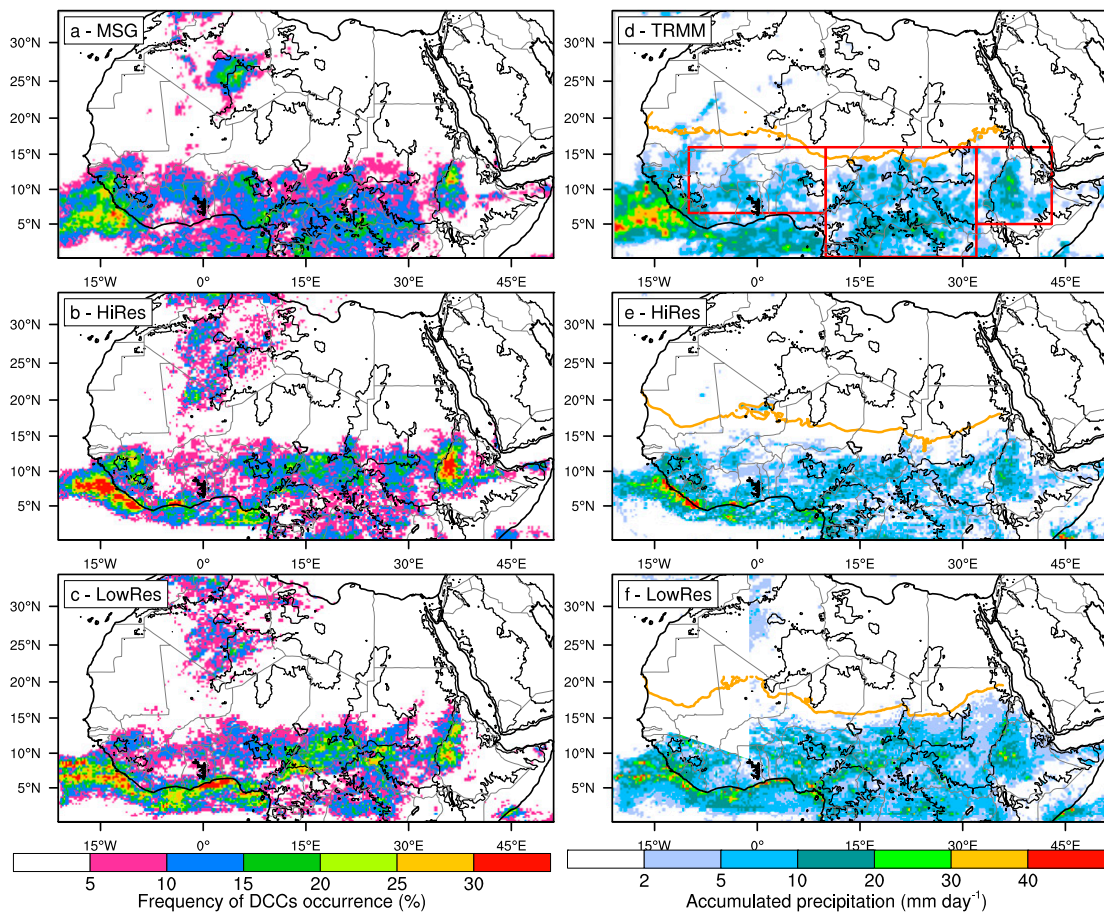 a - MSG
30°N
25°N
20°N
15°N
10°N
5°N
15°W 0° 15°E 30°E 45°E
d - TRMM
30°N
25°N
20°N
15°N
10°N
5°N
15°W 0° 15°E 30°E 45°E
b - HiRes
30°N
25°N
20°N
15°N
10°N
5°N
15°W 0° 15°E 30°E 45°E
e - HiRes
30°N
25°N
20°N
15°N
10°N
5°N
15°W 0° 15°E 30°E 45°E
c - LowRes
30°N
25°N
20°N
15°N
10°N
5°N
15°W 0° 15°E 30°E 45°E
f - LowRes
30°N
25°N
20°N
15°N
10°N
5°N
15°W 0° 15°E 30°E 45°E
5 10 15 20 25 30
Frequency of DCCs occurrence (%)
2 5 10 20 30 40
Accumulated precipitation (mm day⁻¹)